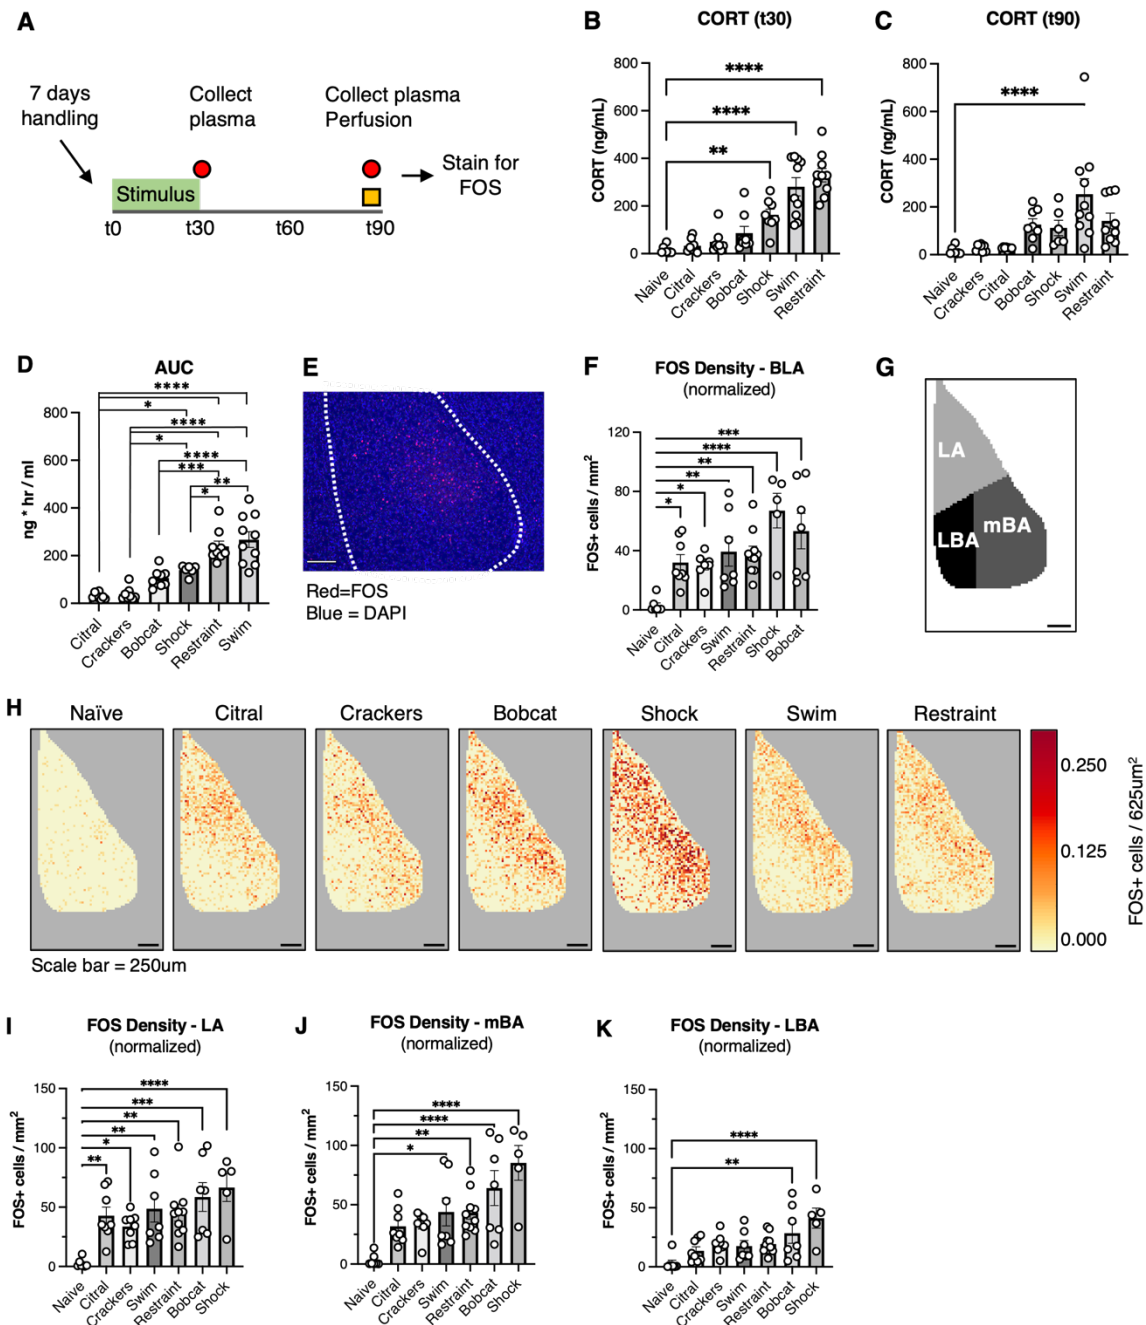 A
7 days
handling
Collect
plasma
Collect plasma
Perfusion
Stain for
FOS
Stimulus
t0
t30
t60
t90
B
CORT (t30)
CORT (ng/mL)
800
600
400
200
0
****
****
**
Naive
Citral
Crackers
Bobcat
Shock
Swim
Restraint
C
CORT (t90)
CORT (ng/mL)
800
600
400
200
0
****
Naive
Crackers
Citral
Bobcat
Shock
Swim
Restraint
D
AUC
ng * hr / ml
800
600
400
200
0
****
*
****
*
****
***
**
*
Citral
Crackers
Bobcat
Shock
Restraint
Swim
E
Red=FOS
Blue = DAPI
F
FOS Density - BLA
(normalized)
FOS+ cells / mm²
120
80
40
0
***
****
**
**
*
*
Naive
Citral
Crackers
Swim
Restraint
Shock
Bobcat
G
LA
LBA
mBA
H
Naïve
Citral
Crackers
Bobcat
Shock
Swim
Restraint
0.250
0.125
0.000
FOS+ cells / 625um²
Scale bar = 250um
I
FOS Density - LA
(normalized)
FOS+ cells / mm²
150
100
50
0
****
***
**
**
*
**
Naive
Citral
Crackers
Swim
Restraint
Bobcat
Shock
J
FOS Density - mBA
(normalized)
FOS+ cells / mm²
150
100
50
0
****
****
**
*
Naive
Citral
Crackers
Swim
Restraint
Bobcat
Shock
K
FOS Density - LBA
(normalized)
FOS+ cells / mm²
150
100
50
0
****
**
Naive
Citral
Crackers
Swim
Restraint
Bobcat
Shock